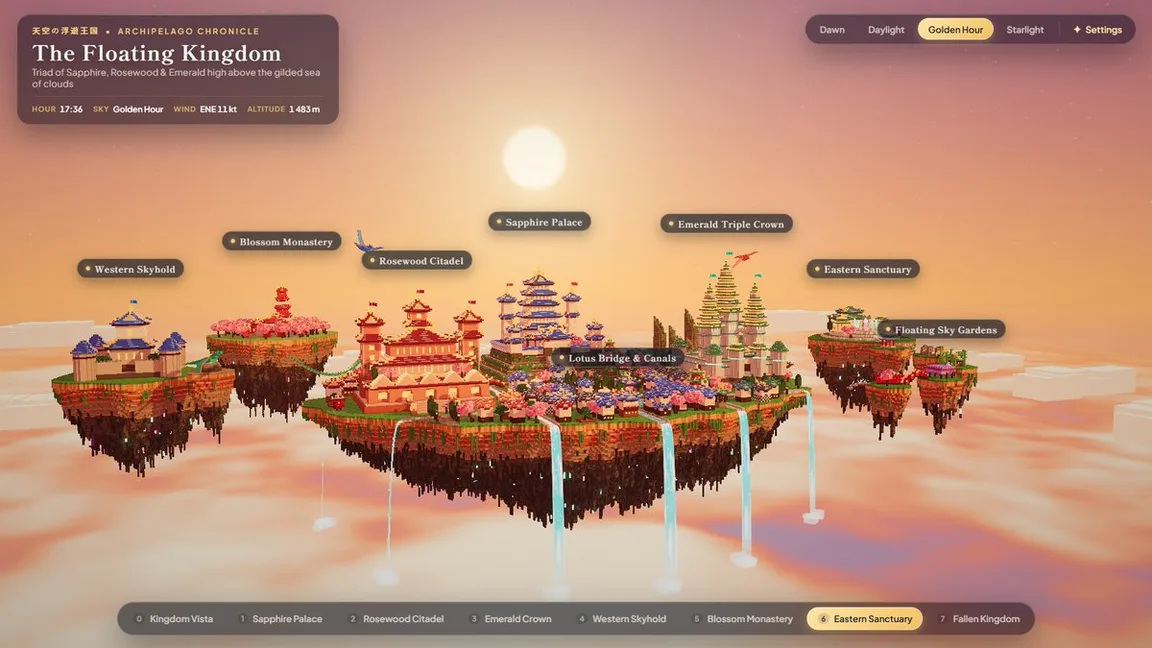 天空の浮遊王国 • ARCHIPELAGO CHRONICLE
The Floating Kingdom
Triad of Sapphire, Rosewood & Emerald high above the gilded sea
of clouds
HOUR 17:36 SKY Golden Hour WIND ENE 11 kt ALTITUDE 1 483 m
Dawn Daylight Golden Hour Starlight Settings
Sapphire Palace
Emerald Triple Crown
Blossom Monastery
Rosewood Citadel
Western Skyhold
Eastern Sanctuary
Floating Sky Gardens
Lotus Bridge & Canals
0 Kingdom Vista 1 Sapphire Palace 2 Rosewood Citadel 3 Emerald Crown 4 Western Skyhold 5 Blossom Monastery 6 Eastern Sanctuary 7 Fallen Kingdom